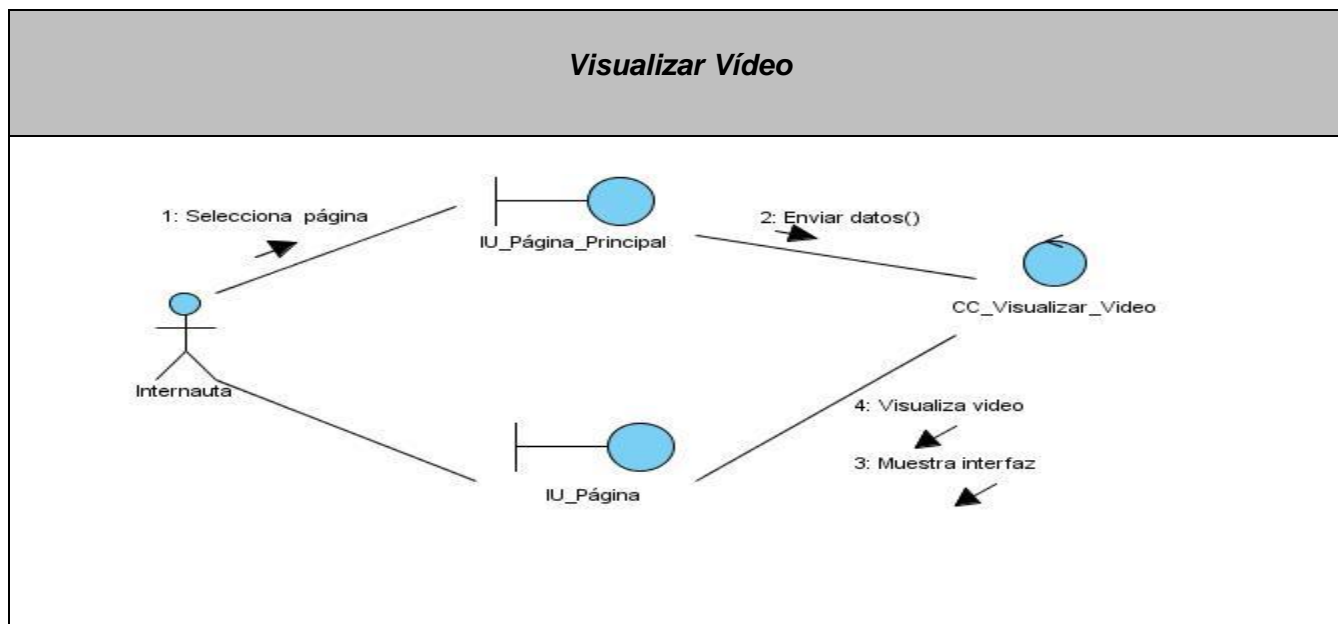 Visualizar Vídeo
1: Selecciona página
IU_Página_Principal
2: Enviar datos()
CC_Visualizar_Video
Internauta
4: Visualiza video
3: Muestra interfaz
IU_Página